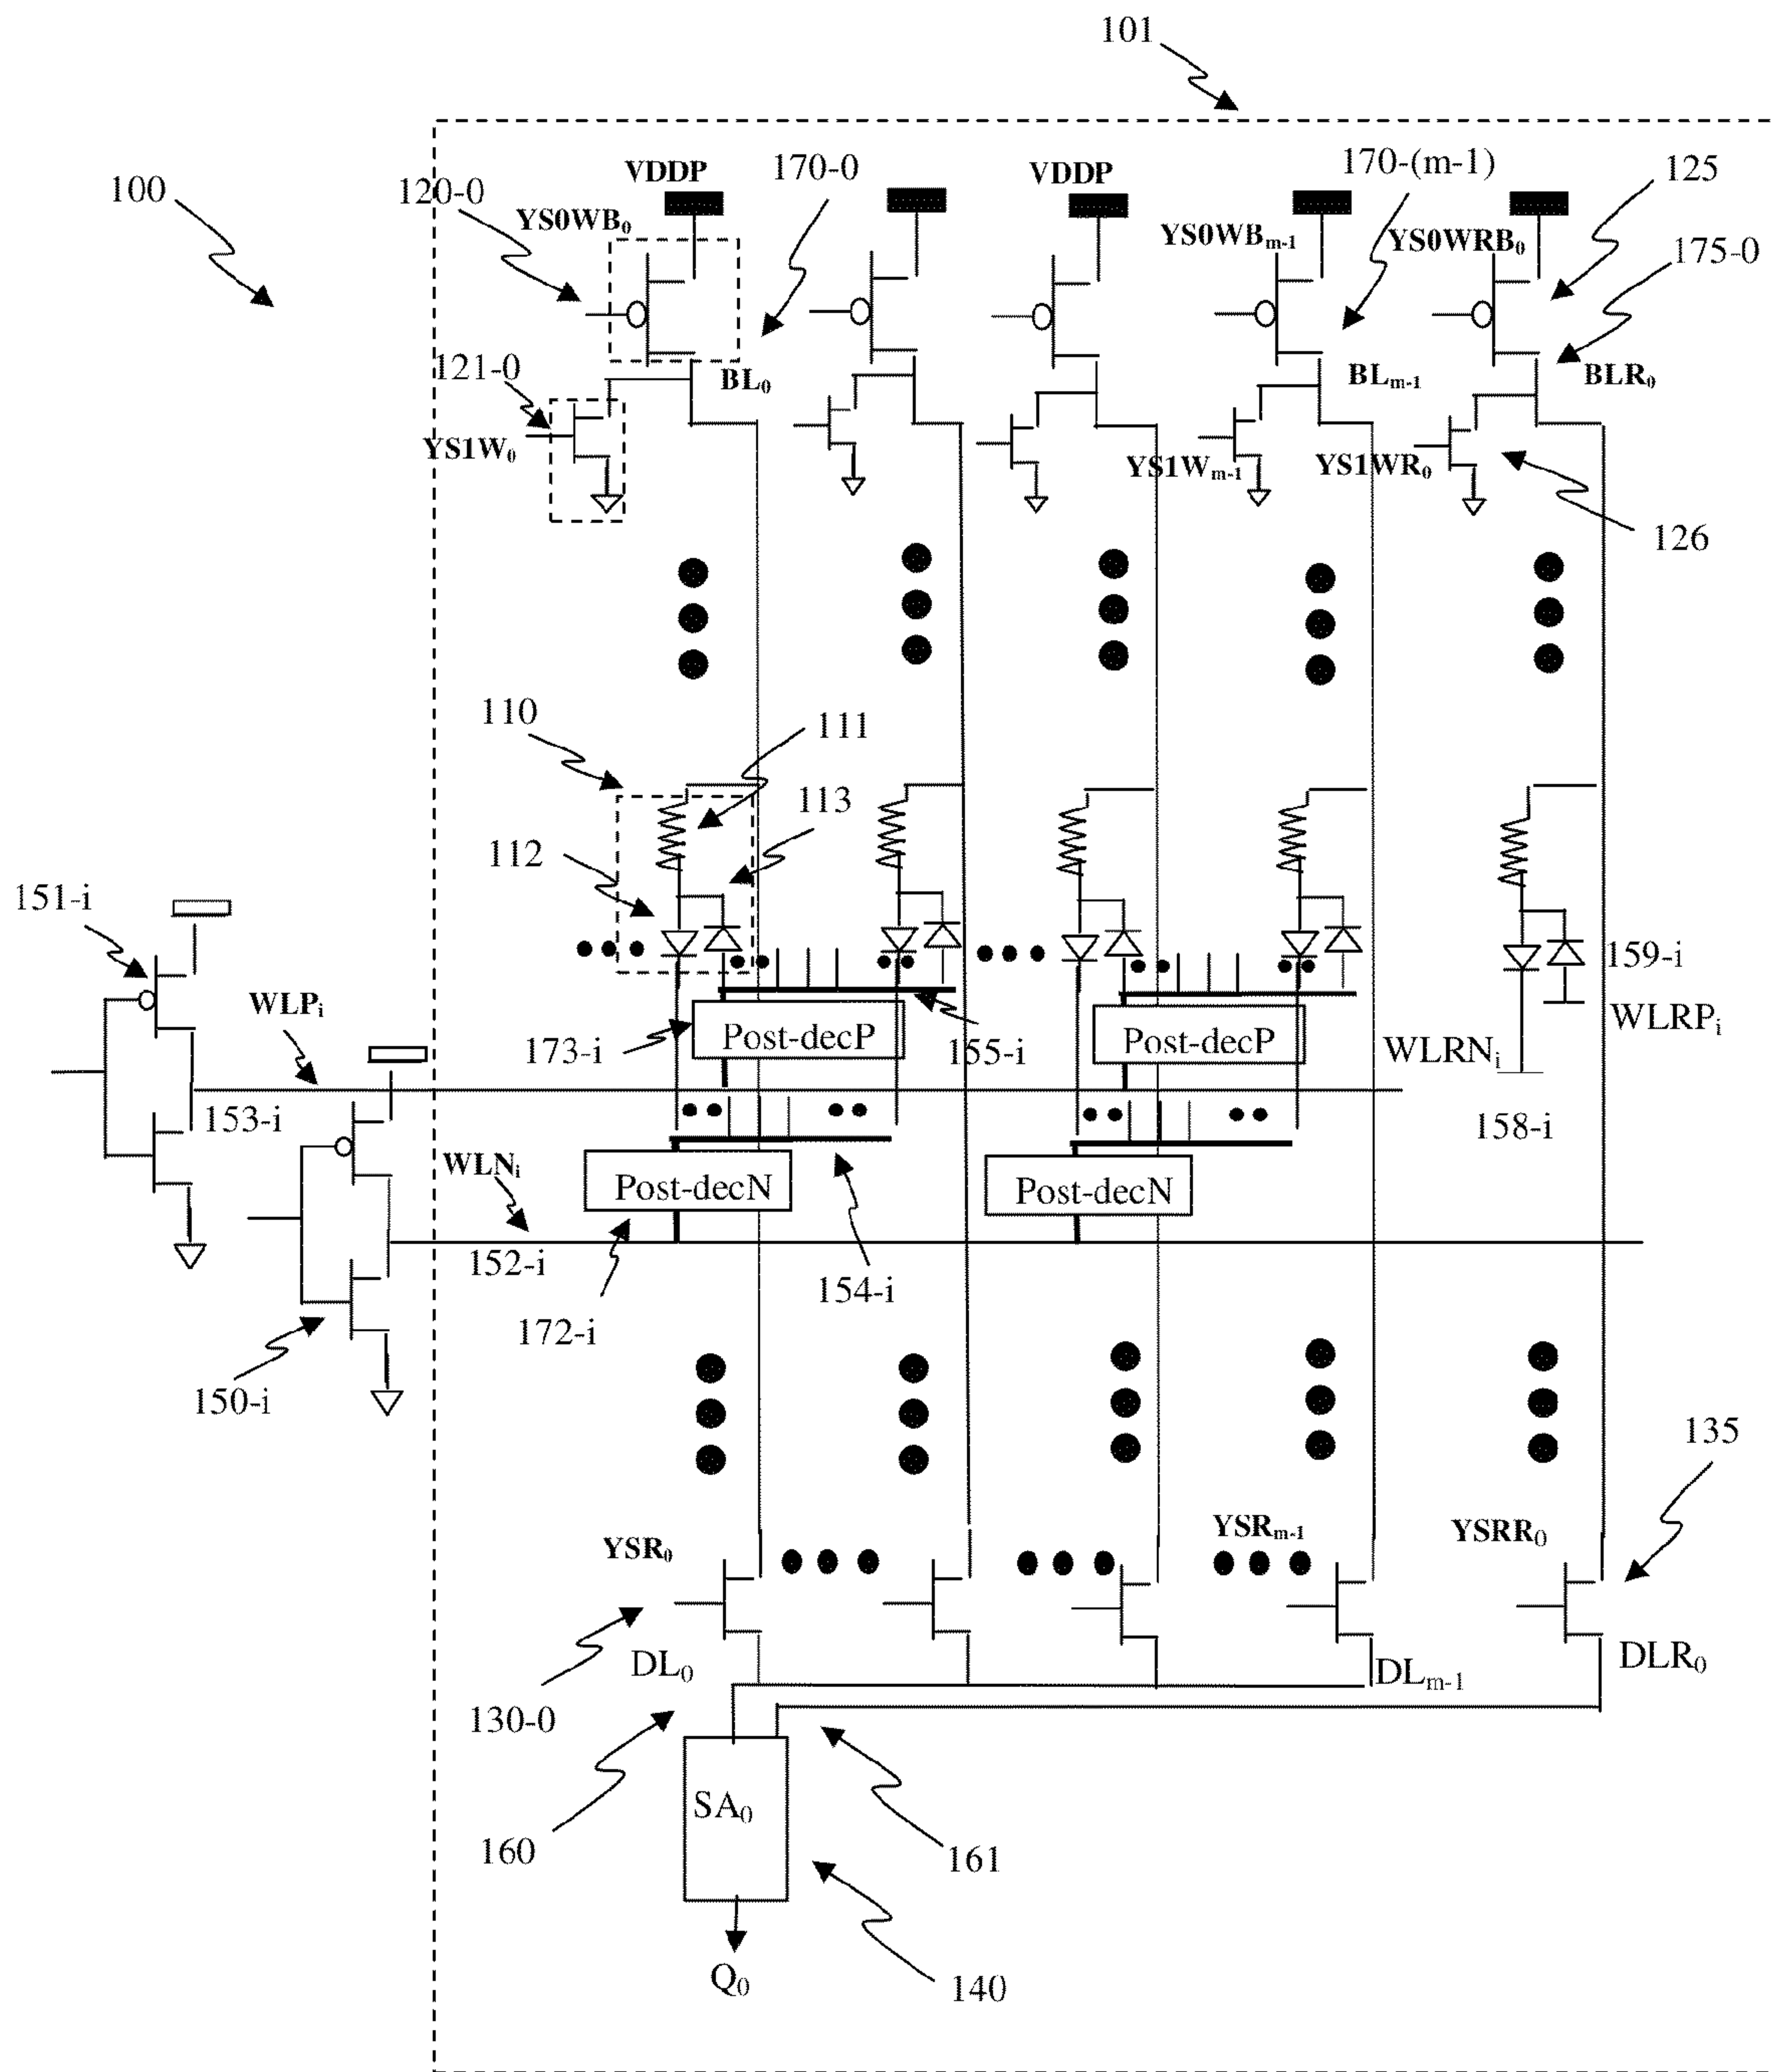 101
100
120-0
VDDP
170-0
VDDP
170-(m-1)
125
YS0WB₀
YS0WBₘ₋₁
YS0WRB₀
175-0
121-0
BL₀
BLₘ₋₁
BLR₀
YS1W₀
YS1Wₘ₋₁
YS1WR₀
126
110
111
113
112
151-i
159-i
WLPᵢ
173-i
Post-decP
155-i
Post-decP
WLRNᵢ
WLRPᵢ
153-i
158-i
WLNᵢ
Post-decN
Post-decN
152-i
154-i
172-i
150-i
135
YSR₀
YSRₘ₋₁
YSRR₀
DL₀
DLₘ₋₁
DLR₀
130-0
SA₀
160
161
Q₀
140